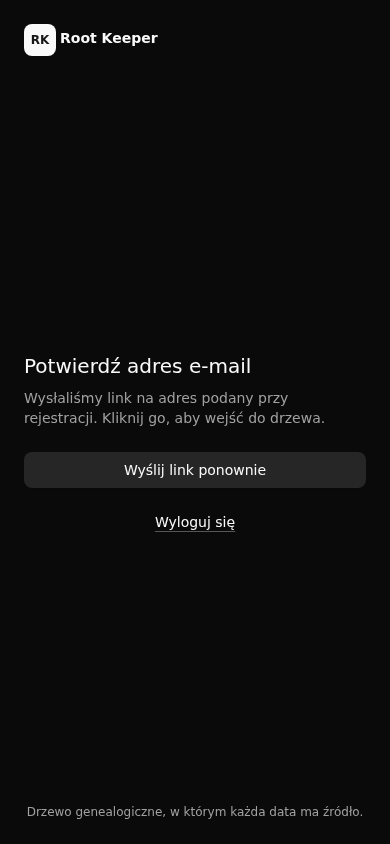 RK Root Keeper
Potwierdź adres e-mail
Wysłaliśmy link na adres podany przy
rejestracji. Kliknij go, aby wejść do drzewa.
Wyślij link ponownie
Wyloguj się
Drzewo genealogiczne, w którym każda data ma źródło.